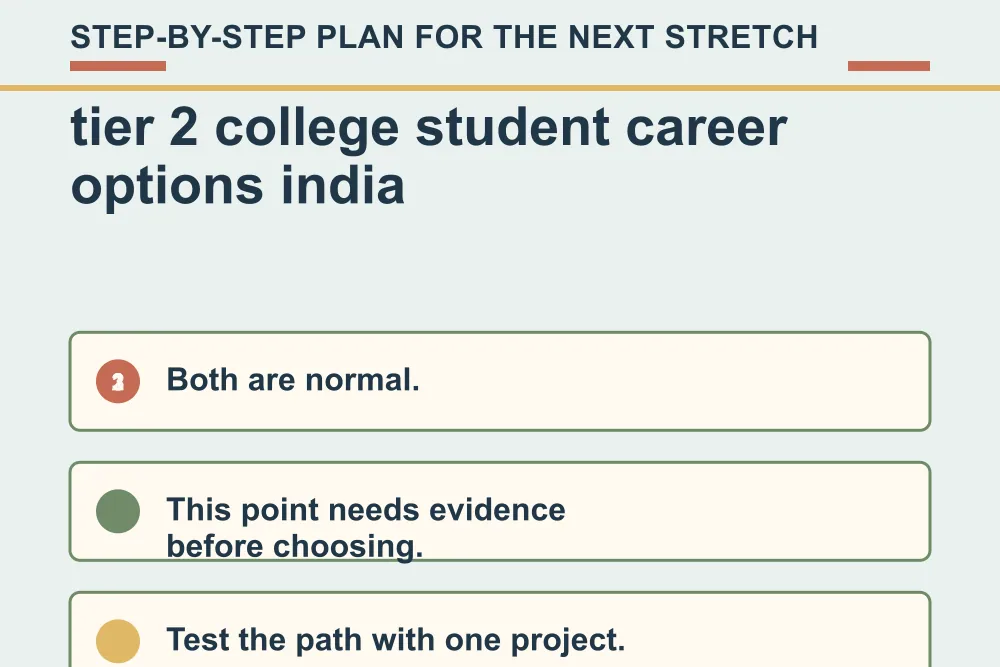 STEP-BY-STEP PLAN FOR THE NEXT STRETCH
tier 2 college student career
options india
Both are normal.
This point needs evidence
before choosing.
Test the path with one project.